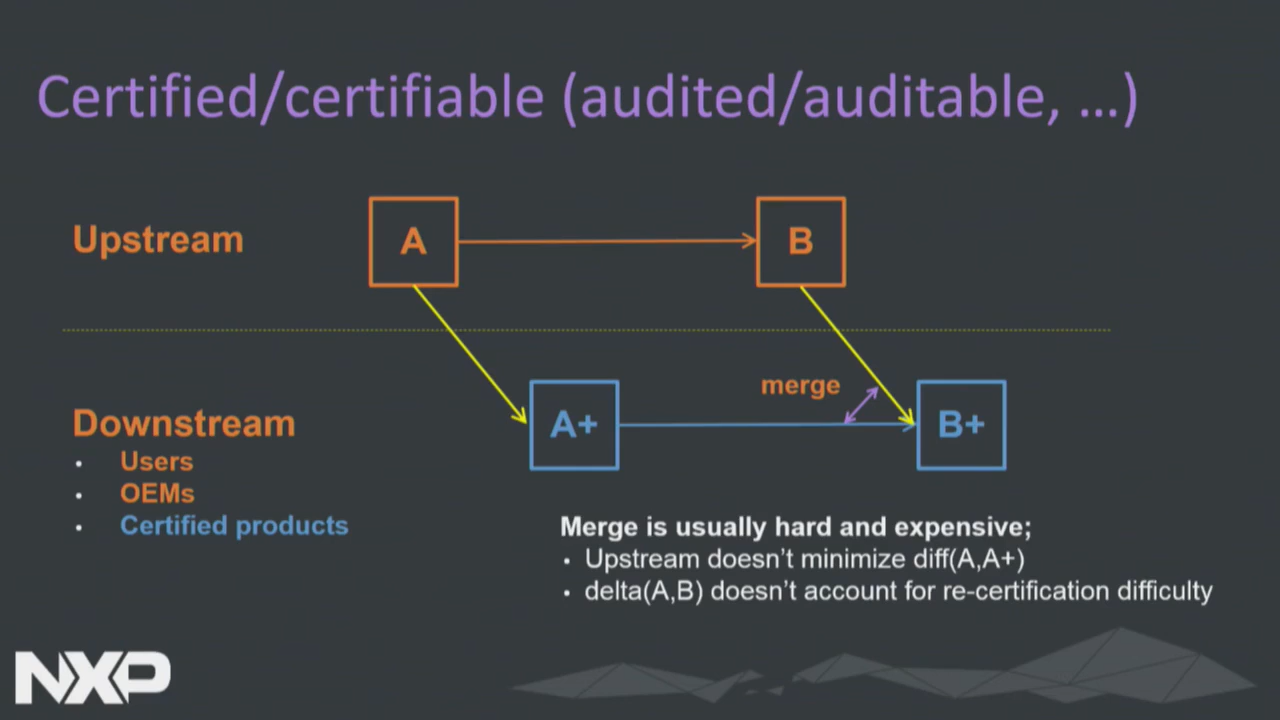 Certified/certifiable (audited/auditable, ...)
Upstream
A
B
merge
Downstream
A+
B+
• Users
• OEMs
• Certified products
Merge is usually hard and expensive;
• Upstream doesn't minimize diff(A,A+)
• delta(A,B) doesn't account for re-certification difficulty
NXP